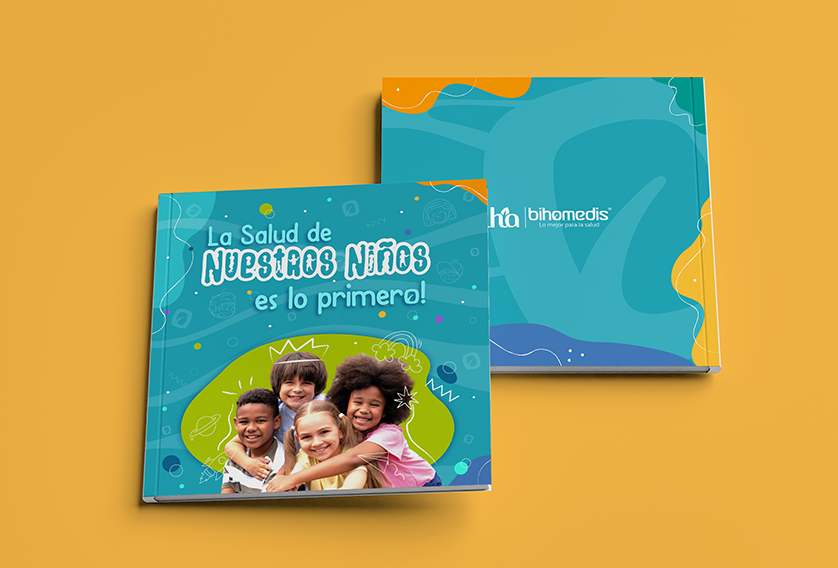 La Salud de
Nuestros Niños
es lo primero!
bihomedis®
Lo mejor para la salud